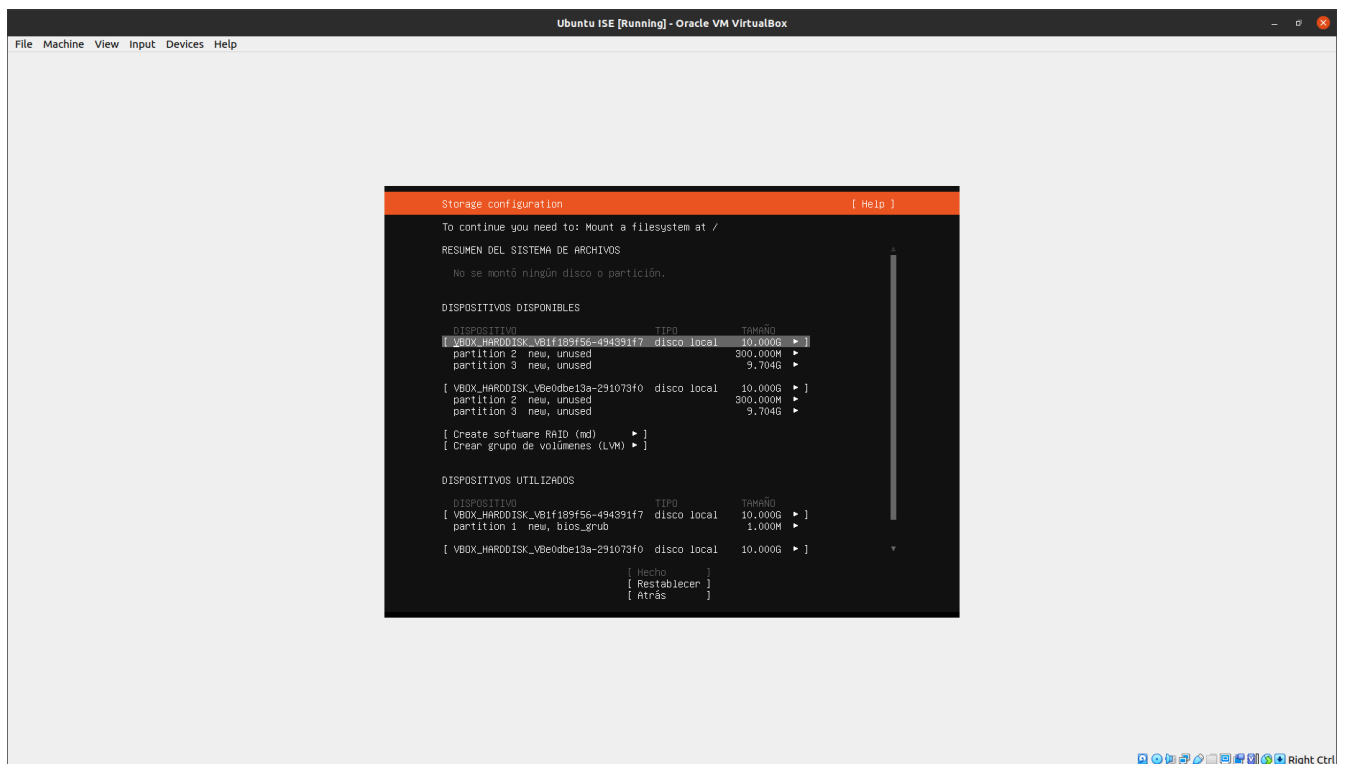 Ubuntu ISE [Running] - Oracle VM VirtualBox
File Machine View Input Devices Help
Storage configuration [ Help ]
To continue you need to: Mount a filesystem at /
RESUMEN DEL SISTEMA DE ARCHIVOS
No se montó ningún disco o partición.
DISPOSITIVOS DISPONIBLES
DISPOSITIVO TIPO TAMAÑO
[ VBOX_HARDDISK_VB1f189f56-494391f7 disco local 10.000G ▸ ]
partition 2 new, unused 300.000M ▸
partition 3 new, unused 9.704G ▸
[ VBOX_HARDDISK_VBe0dbe13a-291073f0 disco local 10.000G ▸ ]
partition 2 new, unused 300.000M ▸
partition 3 new, unused 9.704G ▸
[ Create software RAID (md) ▸ ]
[ Crear grupo de volúmenes (LVM) ▸ ]
DISPOSITIVOS UTILIZADOS
DISPOSITIVO TIPO TAMAÑO
[ VBOX_HARDDISK_VB1f189f56-494391f7 disco local 10.000G ▸ ]
partition 1 new, bios_grub 1.000M ▸
[ VBOX_HARDDISK_VBe0dbe13a-291073f0 disco local 10.000G ▸ ]
[ Hecho ]
[ Restablecer ]
[ Atrás ]
Right Ctrl